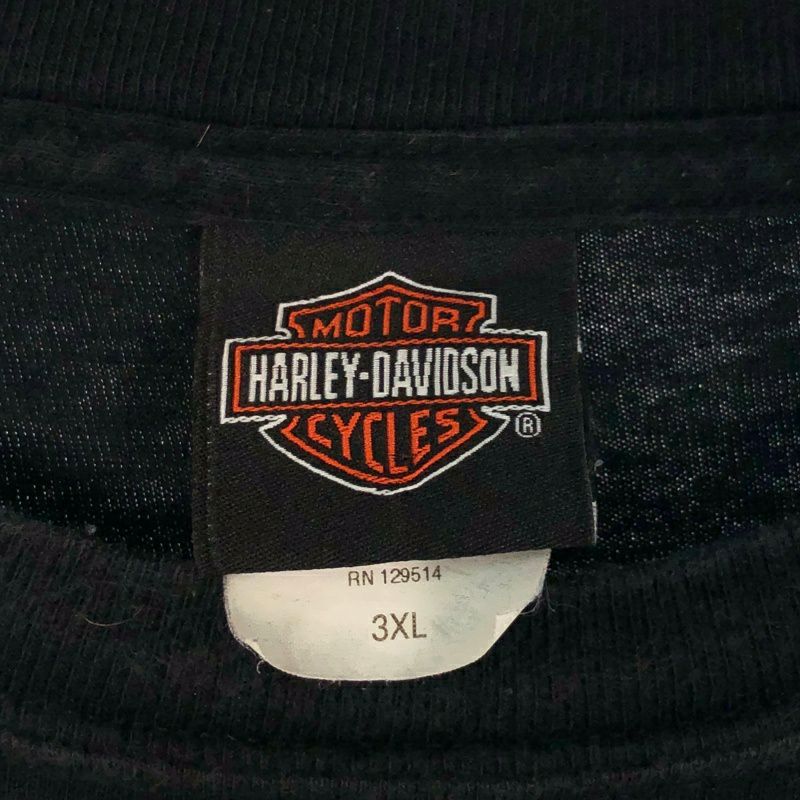 MOTOR
HARLEY-DAVIDSON
CYCLES
®
RN 129514
3XL